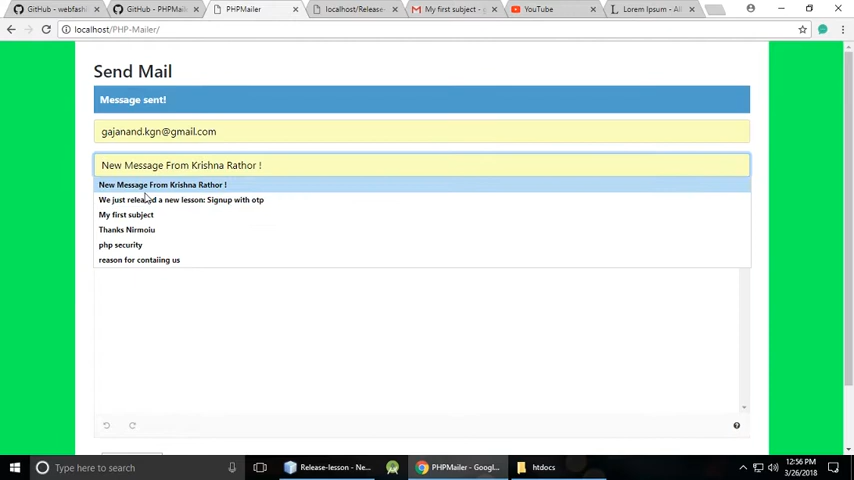 GitHub - webfash
GitHub - PHPMail
PHPMailer
localhost/Release-
My first subject - g
YouTube
Lorem Ipsum - All
localhost/PHP-Mailer/
Send Mail
Message sent!
gajanand.kgn@gmail.com
New Message From Krishna Rathor !
New Message From Krishna Rathor !
We just released a new lesson: Signup with otp
My first subject
Thanks Nirmoiu
php security
reason for contaiing us
Type here to search
Release-lesson - Ne...
PHPMailer - Googl...
htdocs
12:56 PM
3/26/2018